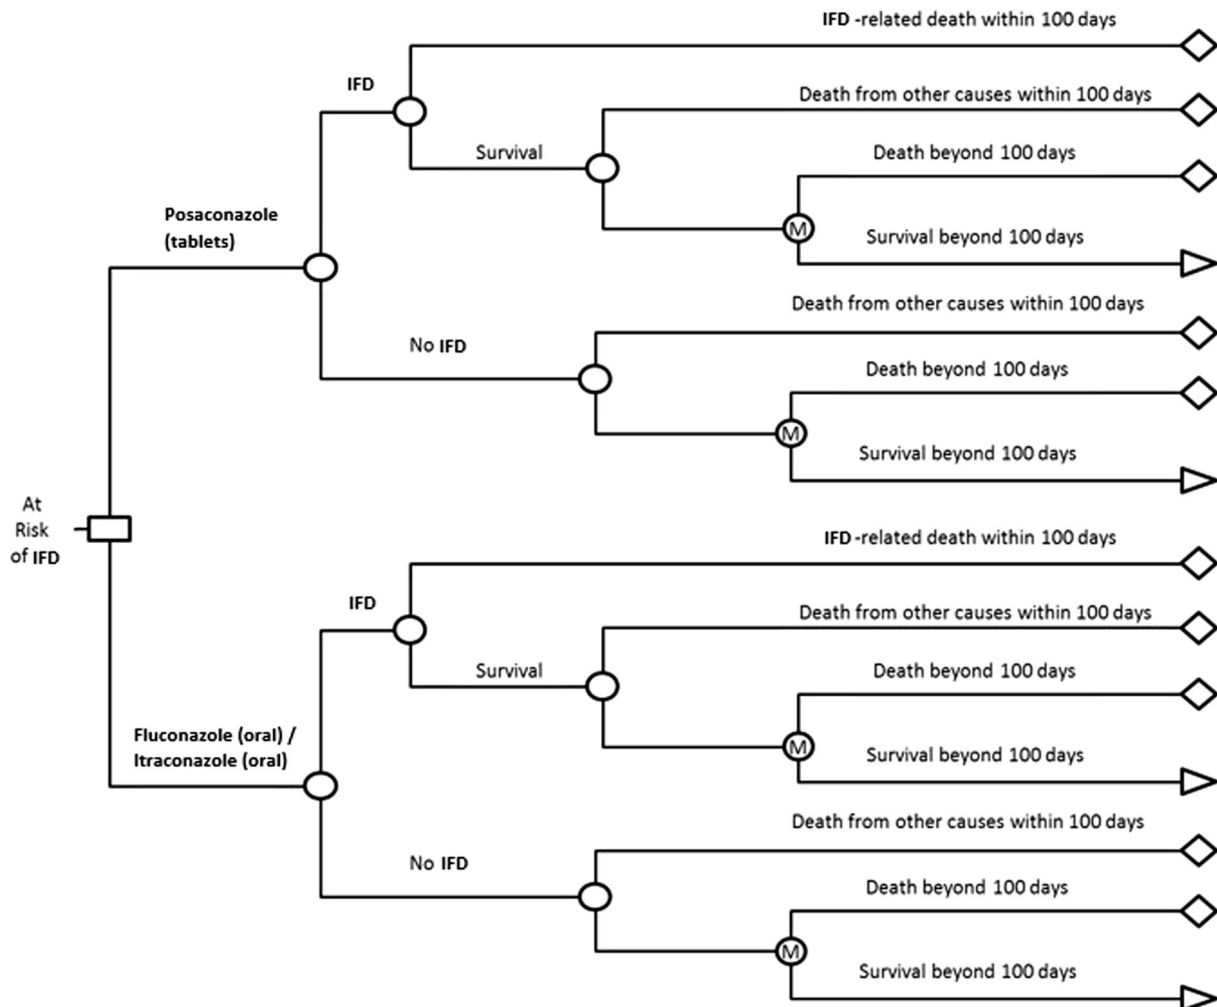 IFD -related death within 100 days
IFD
Death from other causes within 100 days
Survival
Death beyond 100 days
M
Survival beyond 100 days
Posaconazole
(tablets)
Death from other causes within 100 days
No IFD
Death beyond 100 days
M
Survival beyond 100 days
At
Risk
of IFD
IFD -related death within 100 days
IFD
Death from other causes within 100 days
Survival
Death beyond 100 days
M
Survival beyond 100 days
Fluconazole (oral) /
Itraconazole (oral)
Death from other causes within 100 days
No IFD
Death beyond 100 days
M
Survival beyond 100 days